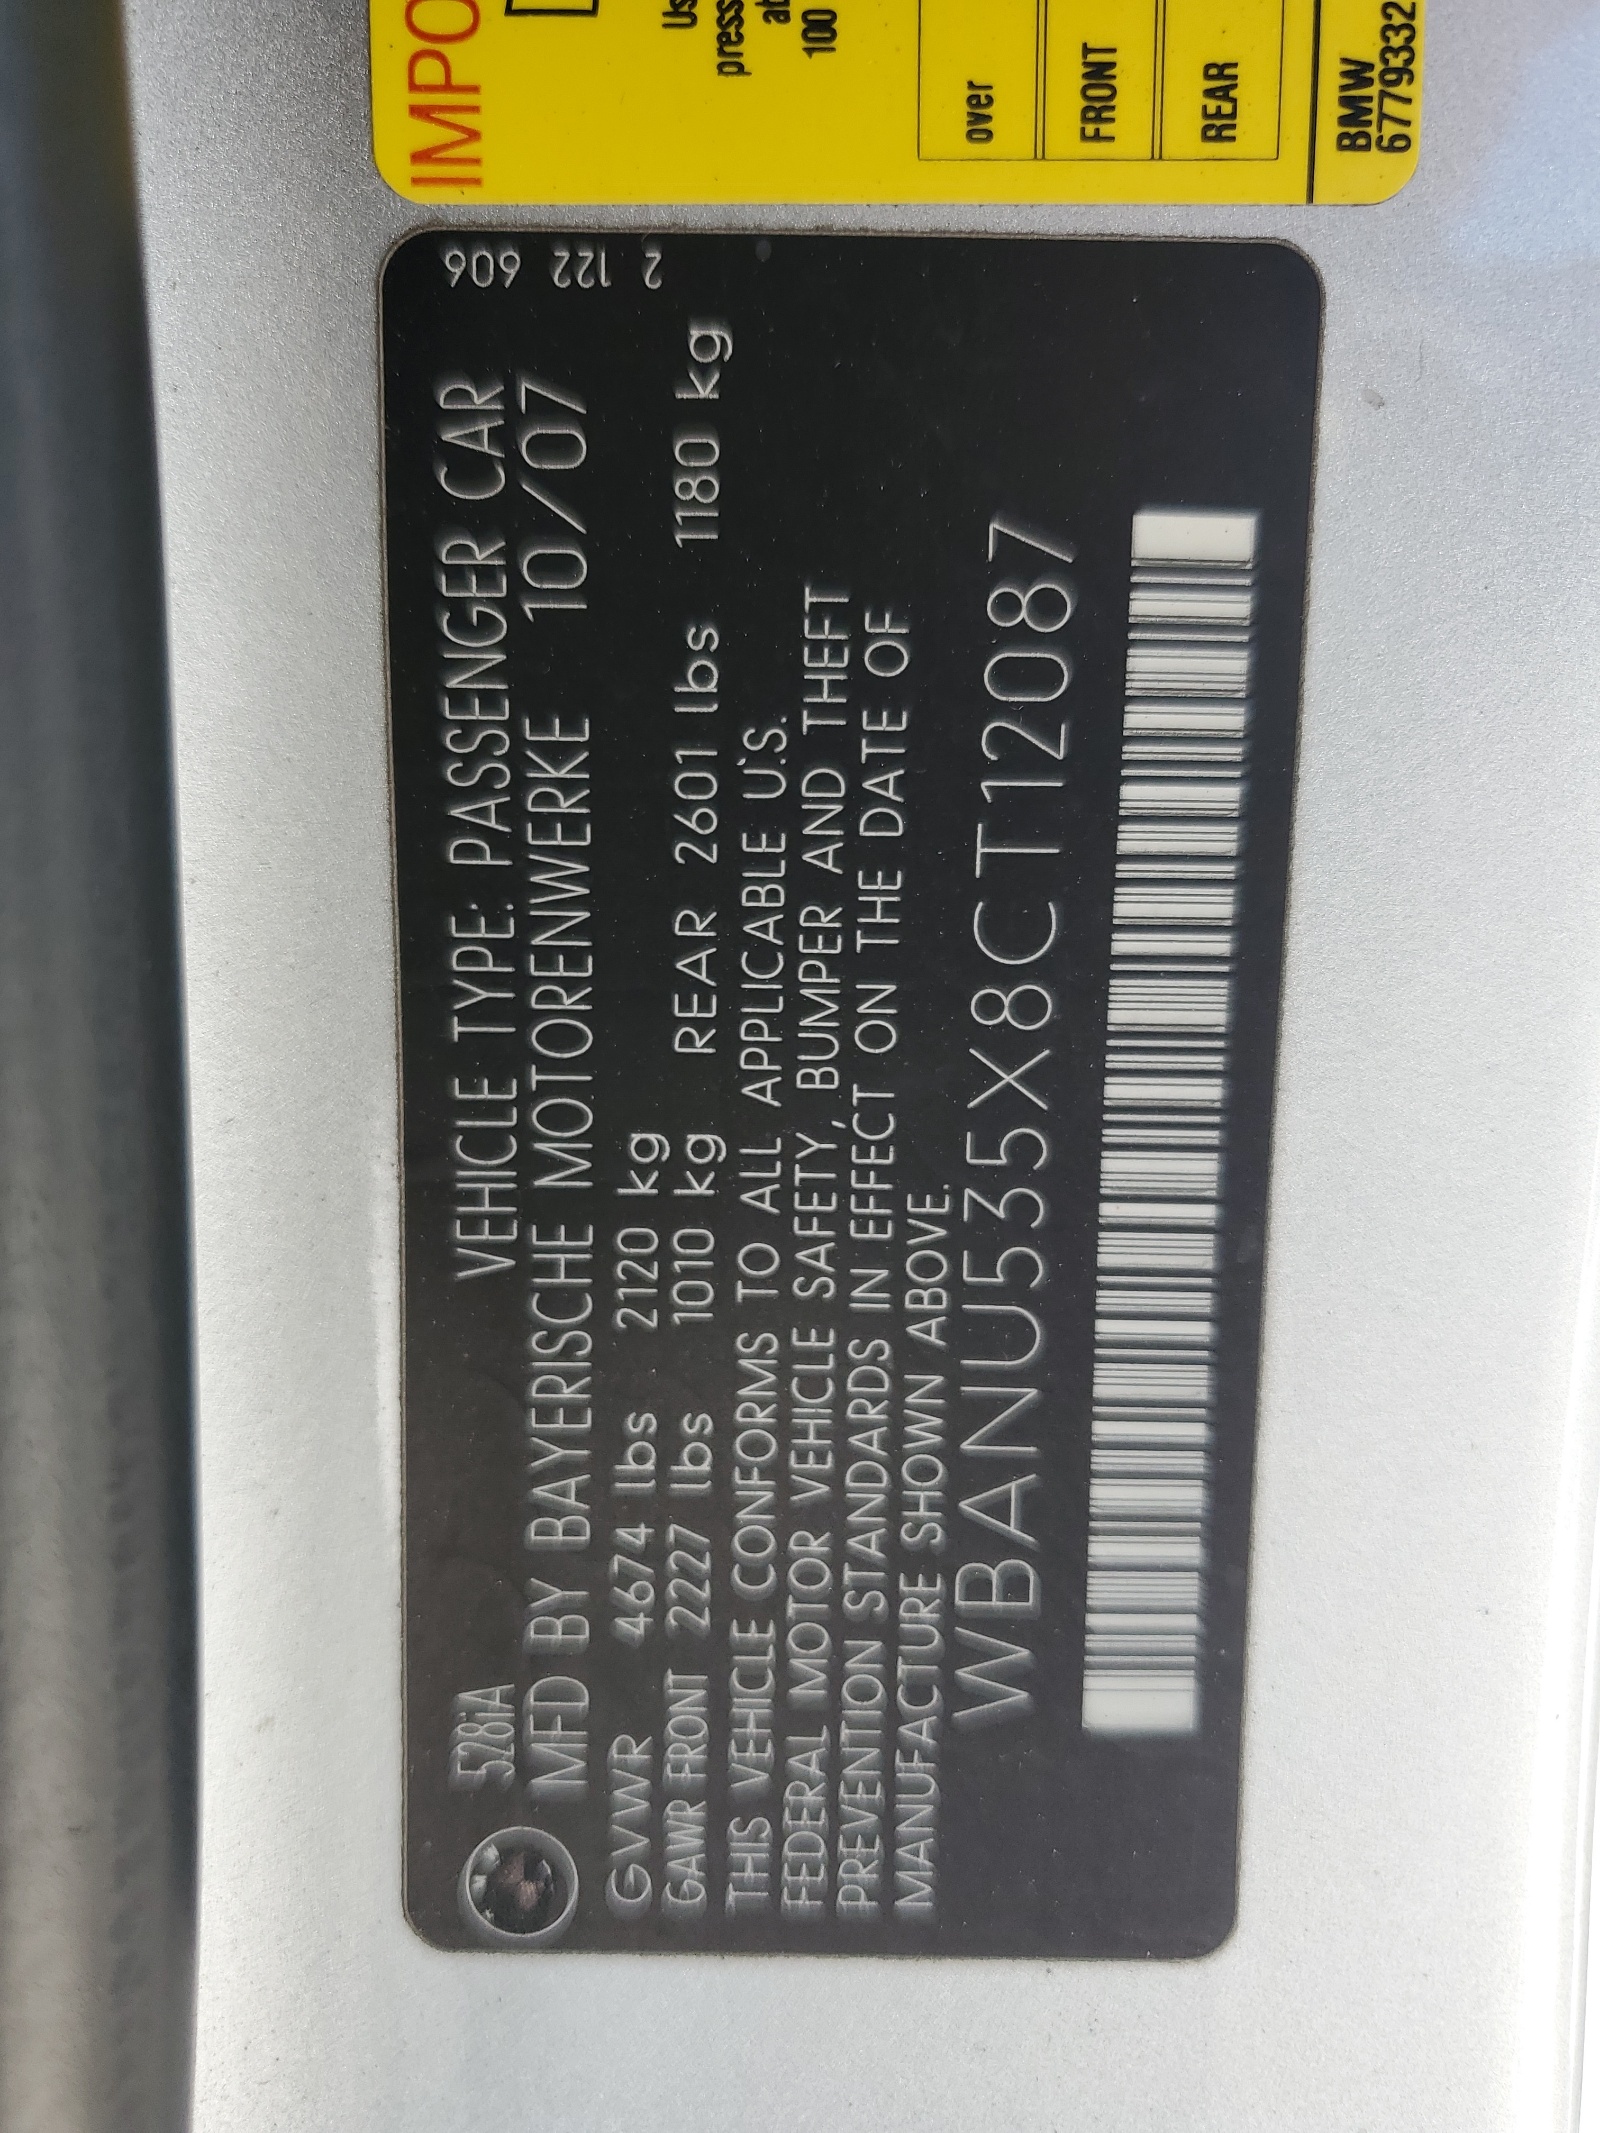 528iA VEHICLE TYPE: PASSENGER CAR
MFD BY BAYERISCHE MOTORENWERKE 10/07
GVWR 4674 lbs 2120 kg
GAWR FRONT 2227 lbs 1010 kg REAR 2601 lbs 1180 kg
THIS VEHICLE CONFORMS TO ALL APPLICABLE U.S.
FEDERAL MOTOR VEHICLE SAFETY, BUMPER AND THEFT
PREVENTION STANDARDS IN EFFECT ON THE DATE OF
MANUFACTURE SHOWN ABOVE.
WBANU535X8CT12087
2 122 606
IMPO
Us
press
at
100
over
FRONT
REAR
BMW
6779332